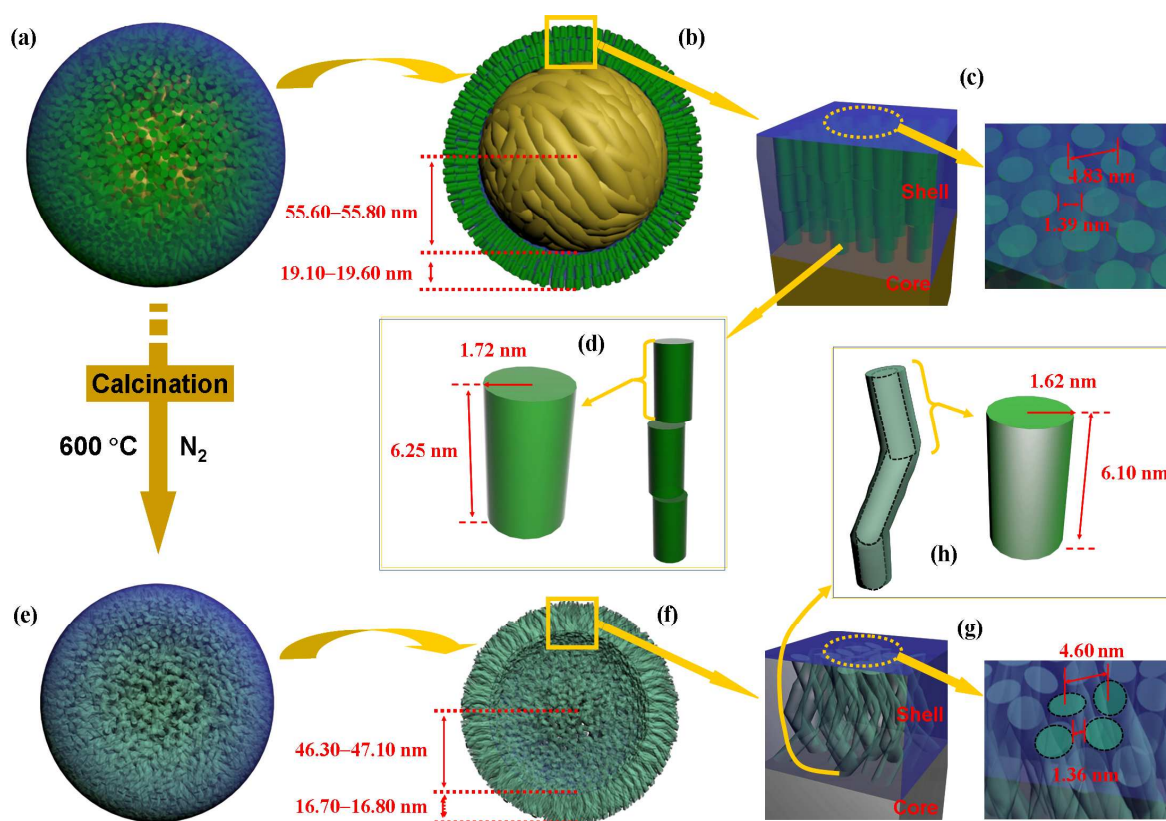 (a)
(b)
(c)
4.83 nm
Shell
1.39 nm
55.60–55.80 nm
19.10–19.60 nm
Core
(d)
1.72 nm
6.25 nm
Calcination
600 °C N₂
1.62 nm
6.10 nm
(h)
(e)
(f)
(g)
4.60 nm
Shell
46.30–47.10 nm
1.36 nm
16.70–16.80 nm
Core